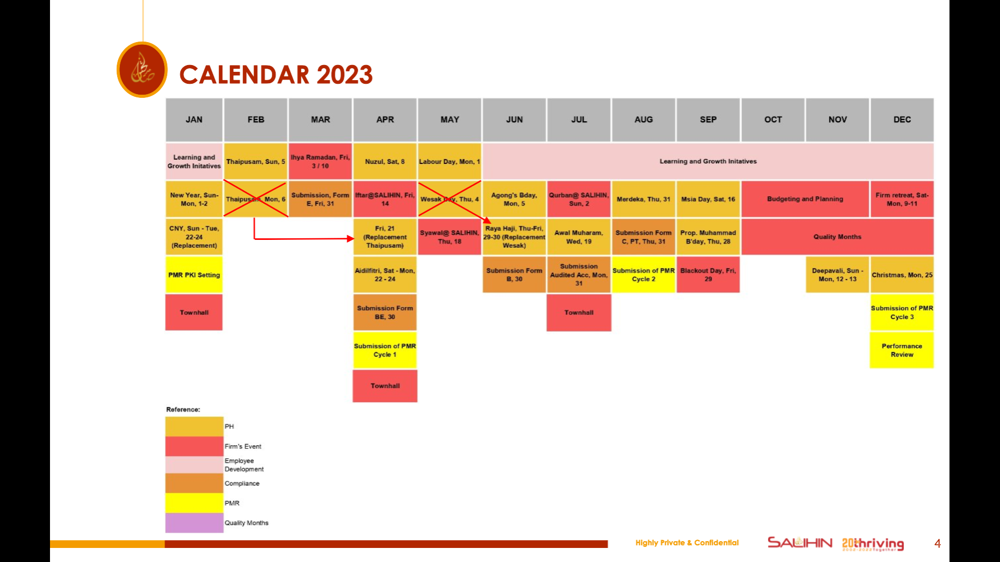 CALENDAR 2023
JAN
FEB
MAR
APR
MAY
JUN
JUL
AUG
SEP
OCT
NOV
DEC
Learning and
Growth Initatives
Thaipusam, Sun, 5
Ihya Ramadan, Fri,
3 / 10
Nuzul, Sat, 8
Labour Day, Mon, 1
Learning and Growth Initatives
New Year, Sun-
Mon, 1-2
Thaipusam, Mon, 6
Submission, Form
E, Fri, 31
Iftar@SALIHIN, Fri,
14
Wesak Day, Thu, 4
Agong's Bday,
Mon, 5
Qurban@ SALIHIN,
Sun, 2
Merdeka, Thu, 31
Msia Day, Sat, 16
Budgeting and Planning
Firm retreat, Sat-
Mon, 9-11
CNY, Sun - Tue,
22-24
(Replacement)
Fri, 21
(Replacement
Thaipusam)
Syawal@ SALIHIN,
Thu, 18
Raya Haji, Thu-Fri,
29-30 (Replacement
Wesak)
Awal Muharam,
Wed, 19
Submission Form
C, PT, Thu, 31
Prop. Muhammad
B'day, Thu, 28
Quality Months
PMR PKI Setting
Aidilfitri, Sat - Mon,
22 - 24
Submission Form
B, 30
Submission
Audited Acc, Mon,
31
Submission of PMR
Cycle 2
Blackout Day, Fri,
29
Deepavali, Sun -
Mon, 12 - 13
Christmas, Mon, 25
Townhall
Submission Form
BE, 30
Townhall
Submission of PMR
Cycle 3
Submission of PMR
Cycle 1
Performance
Review
Townhall
Reference:
PH
Firm's Event
Employee
Development
Compliance
PMR
Quality Months
Highly Private & Confidential
SALIHIN
20thriving
2002-2022Together
4